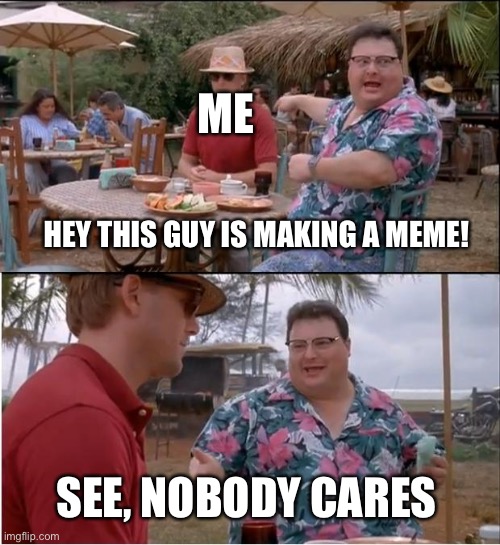 ME
HEY THIS GUY IS MAKING A MEME!
SEE, NOBODY CARES
imgflip.com